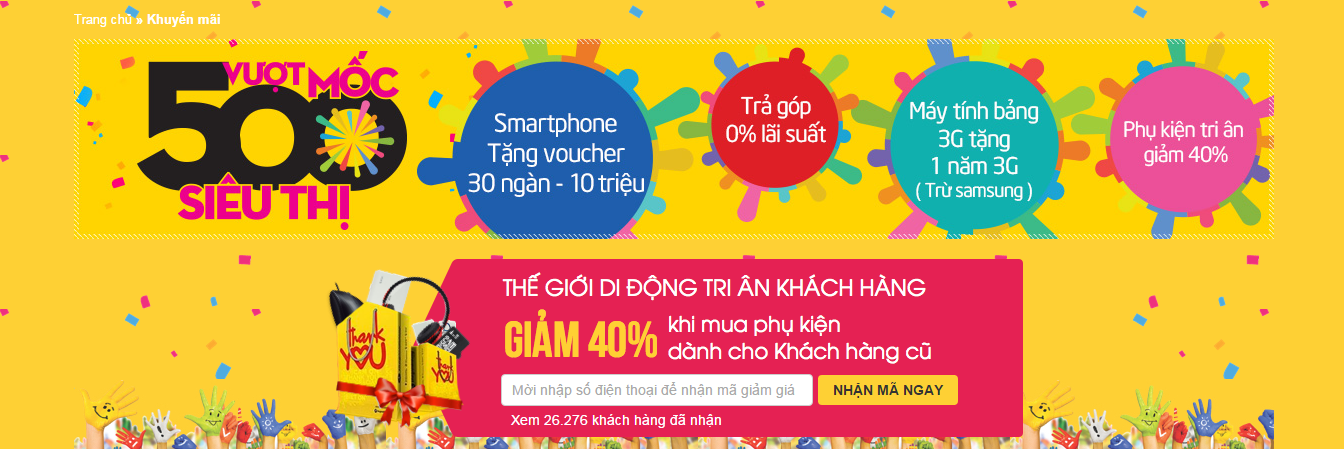 Trang chủ » Khuyến mãi
VƯỢT MỐC
500
SIÊU THỊ
Smartphone
Tặng voucher
30 ngàn - 10 triệu
Trả góp
0% lãi suất
Máy tính bảng
3G tặng
1 năm 3G
( Trừ samsung )
Phụ kiện tri ân
giảm 40%
THẾ GIỚI DI ĐỘNG TRI ÂN KHÁCH HÀNG
GIẢM 40%
khi mua phụ kiện
dành cho Khách hàng cũ
thank
YOU
thank
YOU
Mời nhập số điện thoại để nhận mã giảm giá
NHẬN MÃ NGAY
Xem 26.276 khách hàng đã nhận